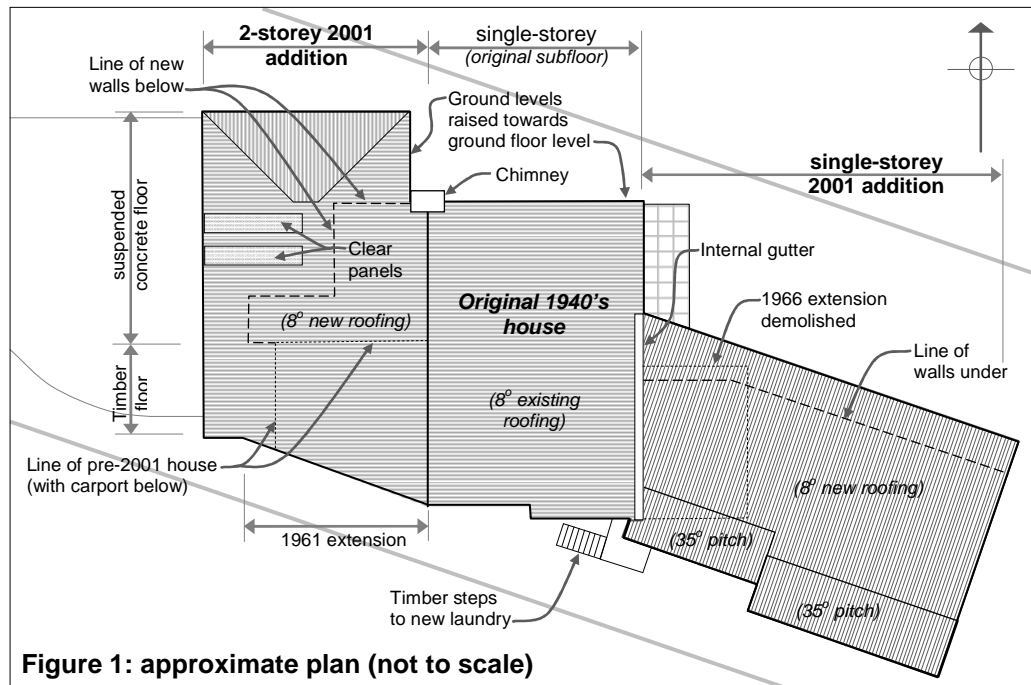 2-storey 2001
addition
single-storey
(original subfloor)
Line of new
walls below
Ground levels
raised towards
ground floor level
Chimney
single-storey
2001 addition
suspended
concrete floor
Clear
panels
Internal gutter
Original 1940's
house
1966 extension
demolished
(8° new roofing)
Line of
walls under
Timber
floor
(8° existing
roofing)
Line of pre-2001 house
(with carport below)
(8° new roofing)
1961 extension
(35° pitch)
(35° pitch)
Timber steps
to new laundry
Figure 1: approximate plan (not to scale)